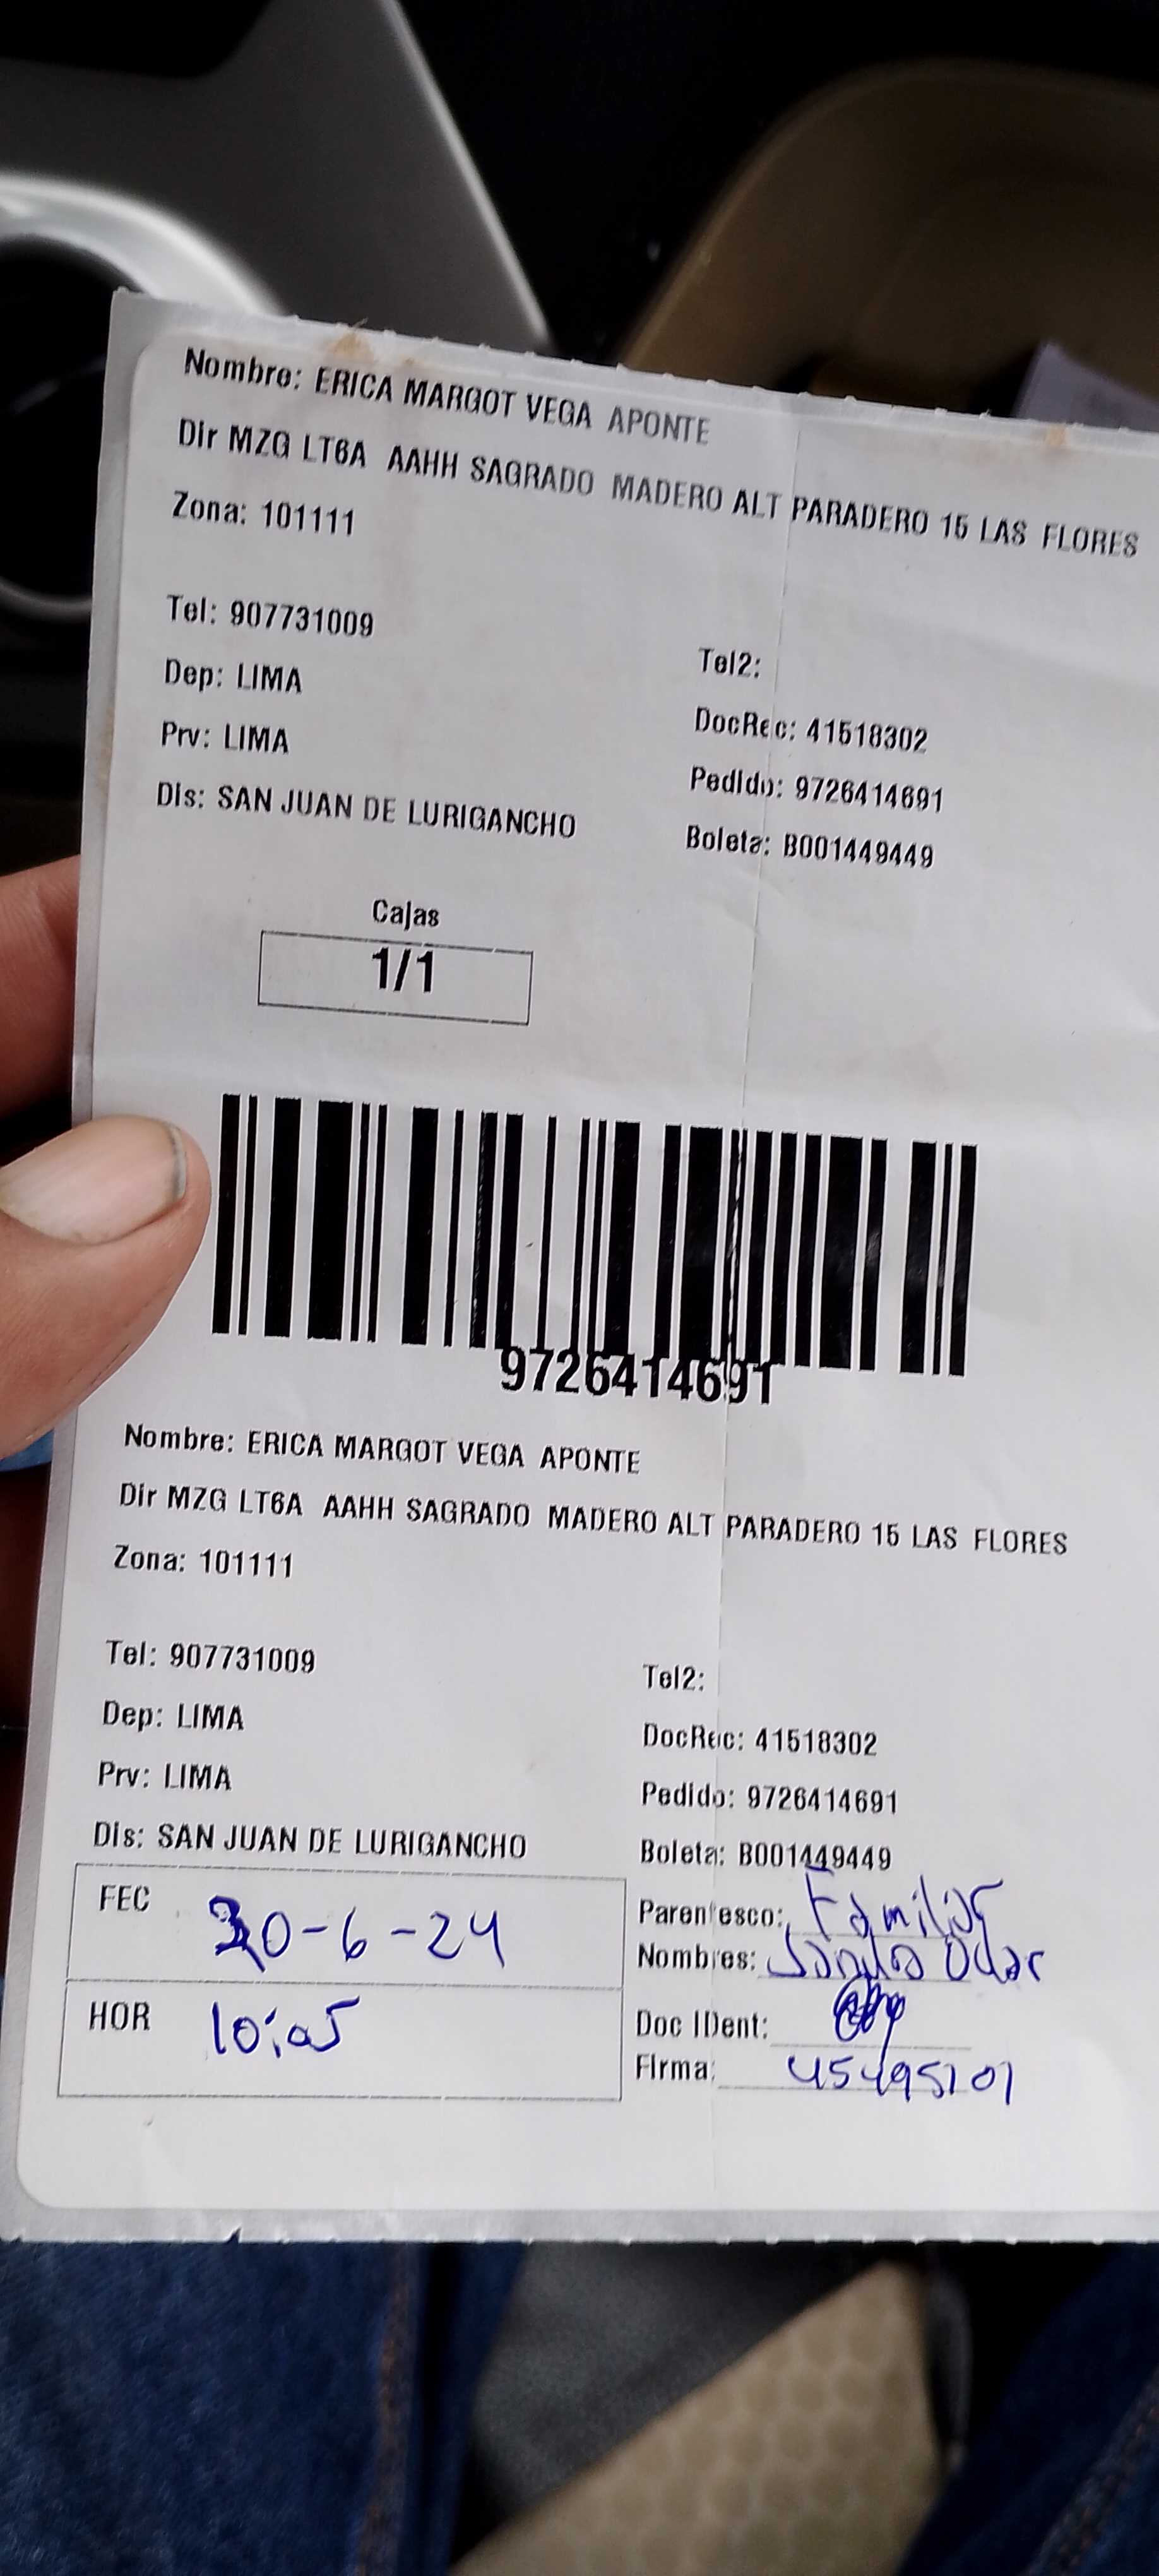 Nombre: ERICA MARGOT VEGA APONTE
Dir MZG LT6A AAHH SAGRADO MADERO ALT PARADERO 15 LAS FLORES
Zona: 101111
Tel: 907731009
Tel2:
Dep: LIMA
DocRec: 41518302
Prv: LIMA
Pedido: 9726414691
Dis: SAN JUAN DE LURIGANCHO
Boleta: B001449449
Cajas
1/1
9726414691
Nombre: ERICA MARGOT VEGA APONTE
Dir MZG LT6A AAHH SAGRADO MADERO ALT PARADERO 15 LAS FLORES
Zona: 101111
Tel: 907731009
Tel2:
Dep: LIMA
DocRec: 41518302
Prv: LIMA
Pedido: 9726414691
Dis: SAN JUAN DE LURIGANCHO
Boleta: B001449449
FEC 20-6-24
Parentesco: Familiar
Nombres:
HOR 10:05
Doc IDent:
Firma: 45495101